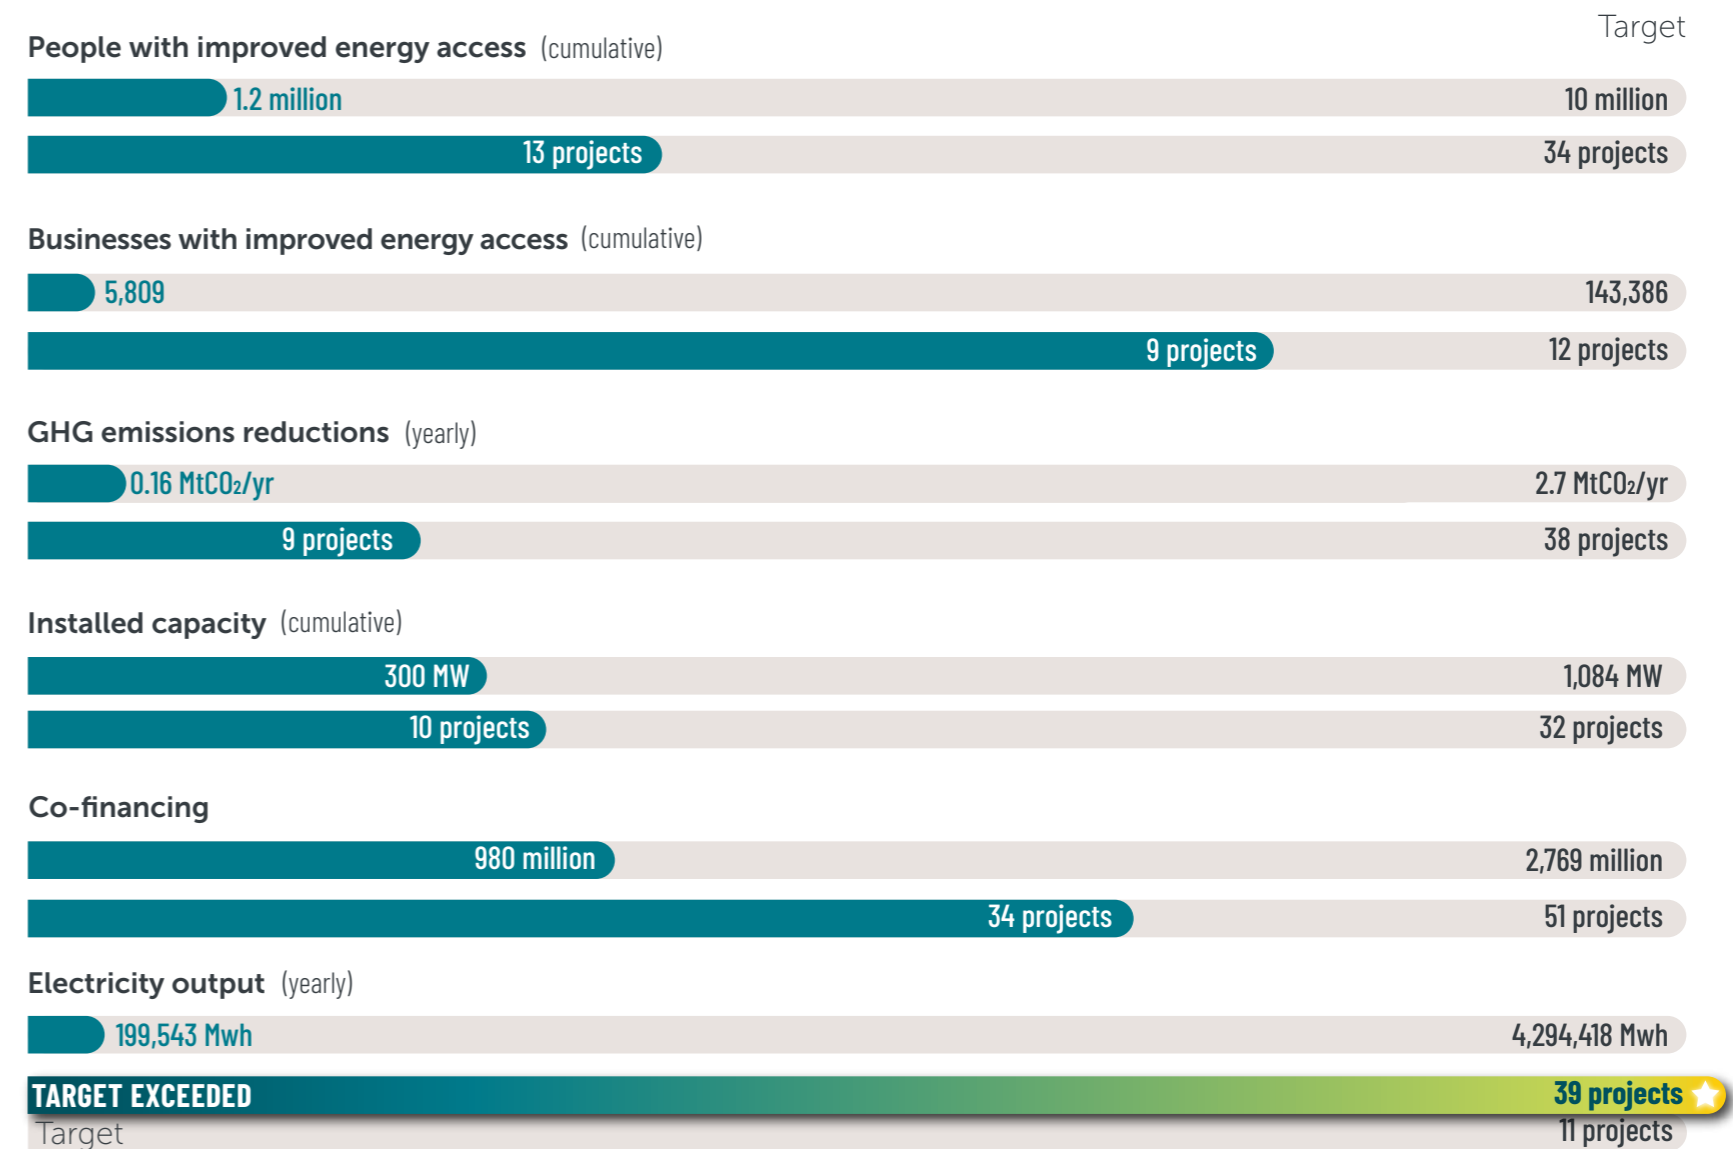 Target
People with improved energy access (cumulative)
1.2 million 10 million
13 projects 34 projects
Businesses with improved energy access (cumulative)
5,809 143,386
9 projects 12 projects
GHG emissions reductions (yearly)
0.16 MtCO₂/yr 2.7 MtCO₂/yr
9 projects 38 projects
Installed capacity (cumulative)
300 MW 1,084 MW
10 projects 32 projects
Co-financing
980 million 2,769 million
34 projects 51 projects
Electricity output (yearly)
199,543 Mwh 4,294,418 Mwh
TARGET EXCEEDED 39 projects
Target 11 projects